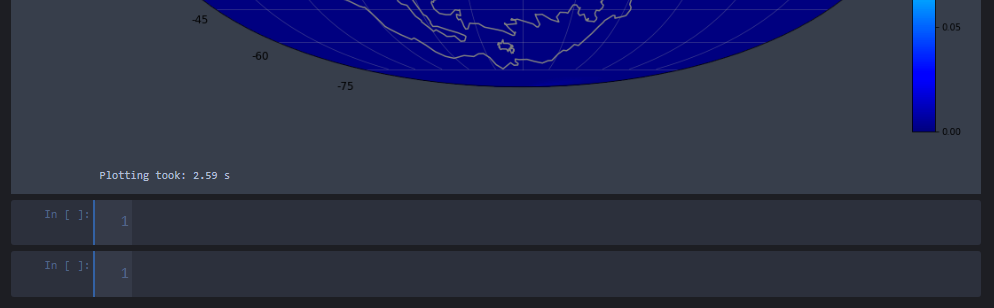 -45
0.05
-60
-75
0.00
Plotting took: 2.59 s
In [ ]: 1
In [ ]: 1